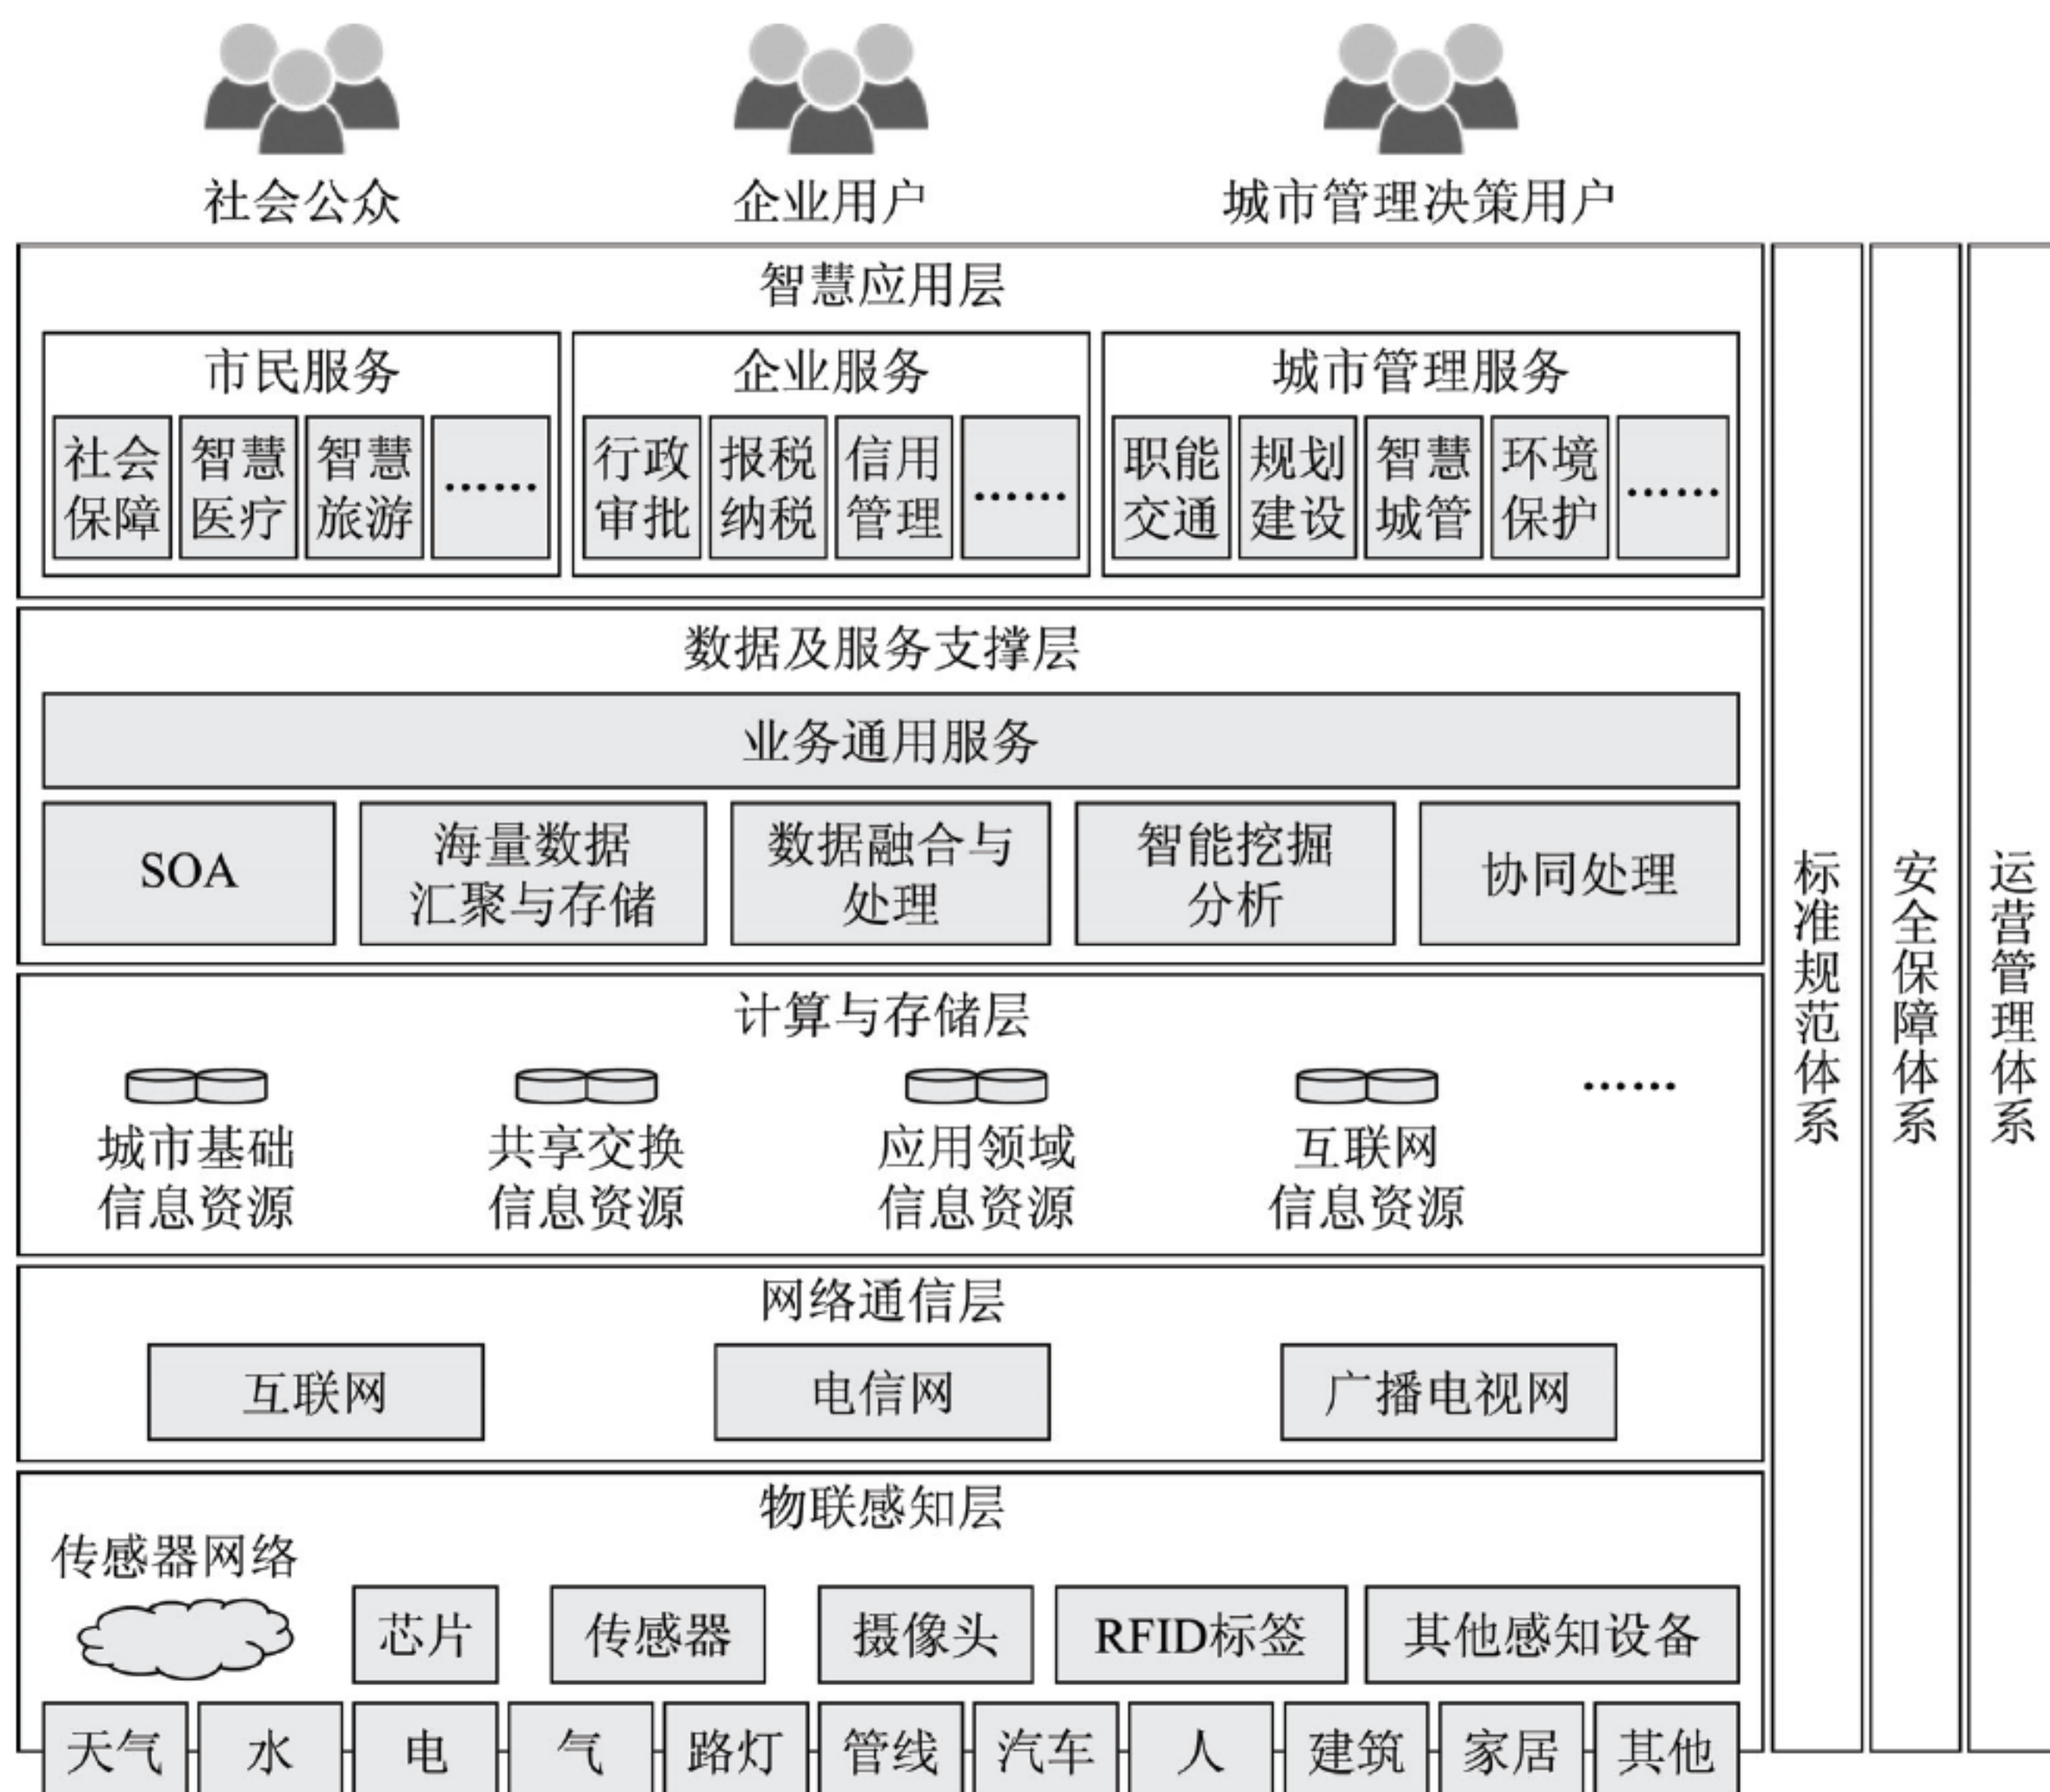 社会公众
企业用户
城市管理决策用户
智慧应用层
市民服务
社会
保障
智慧
医疗
智慧
旅游
……
企业服务
行政
审批
报税
纳税
信用
管理
……
城市管理服务
职能
交通
规划
建设
智慧
城管
环境
保护
……
数据及服务支撑层
业务通用服务
SOA
海量数据
汇聚与存储
数据融合与
处理
智能挖掘
分析
协同处理
计算与存储层
城市基础
信息资源
共享交换
信息资源
应用领域
信息资源
互联网
信息资源
……
网络通信层
互联网
电信网
广播电视网
物联感知层
传感器网络
芯片
传感器
摄像头
RFID标签
其他感知设备
天气
水
电
气
路灯
管线
汽车
人
建筑
家居
其他
标准规范体系
安全保障体系
运营管理体系